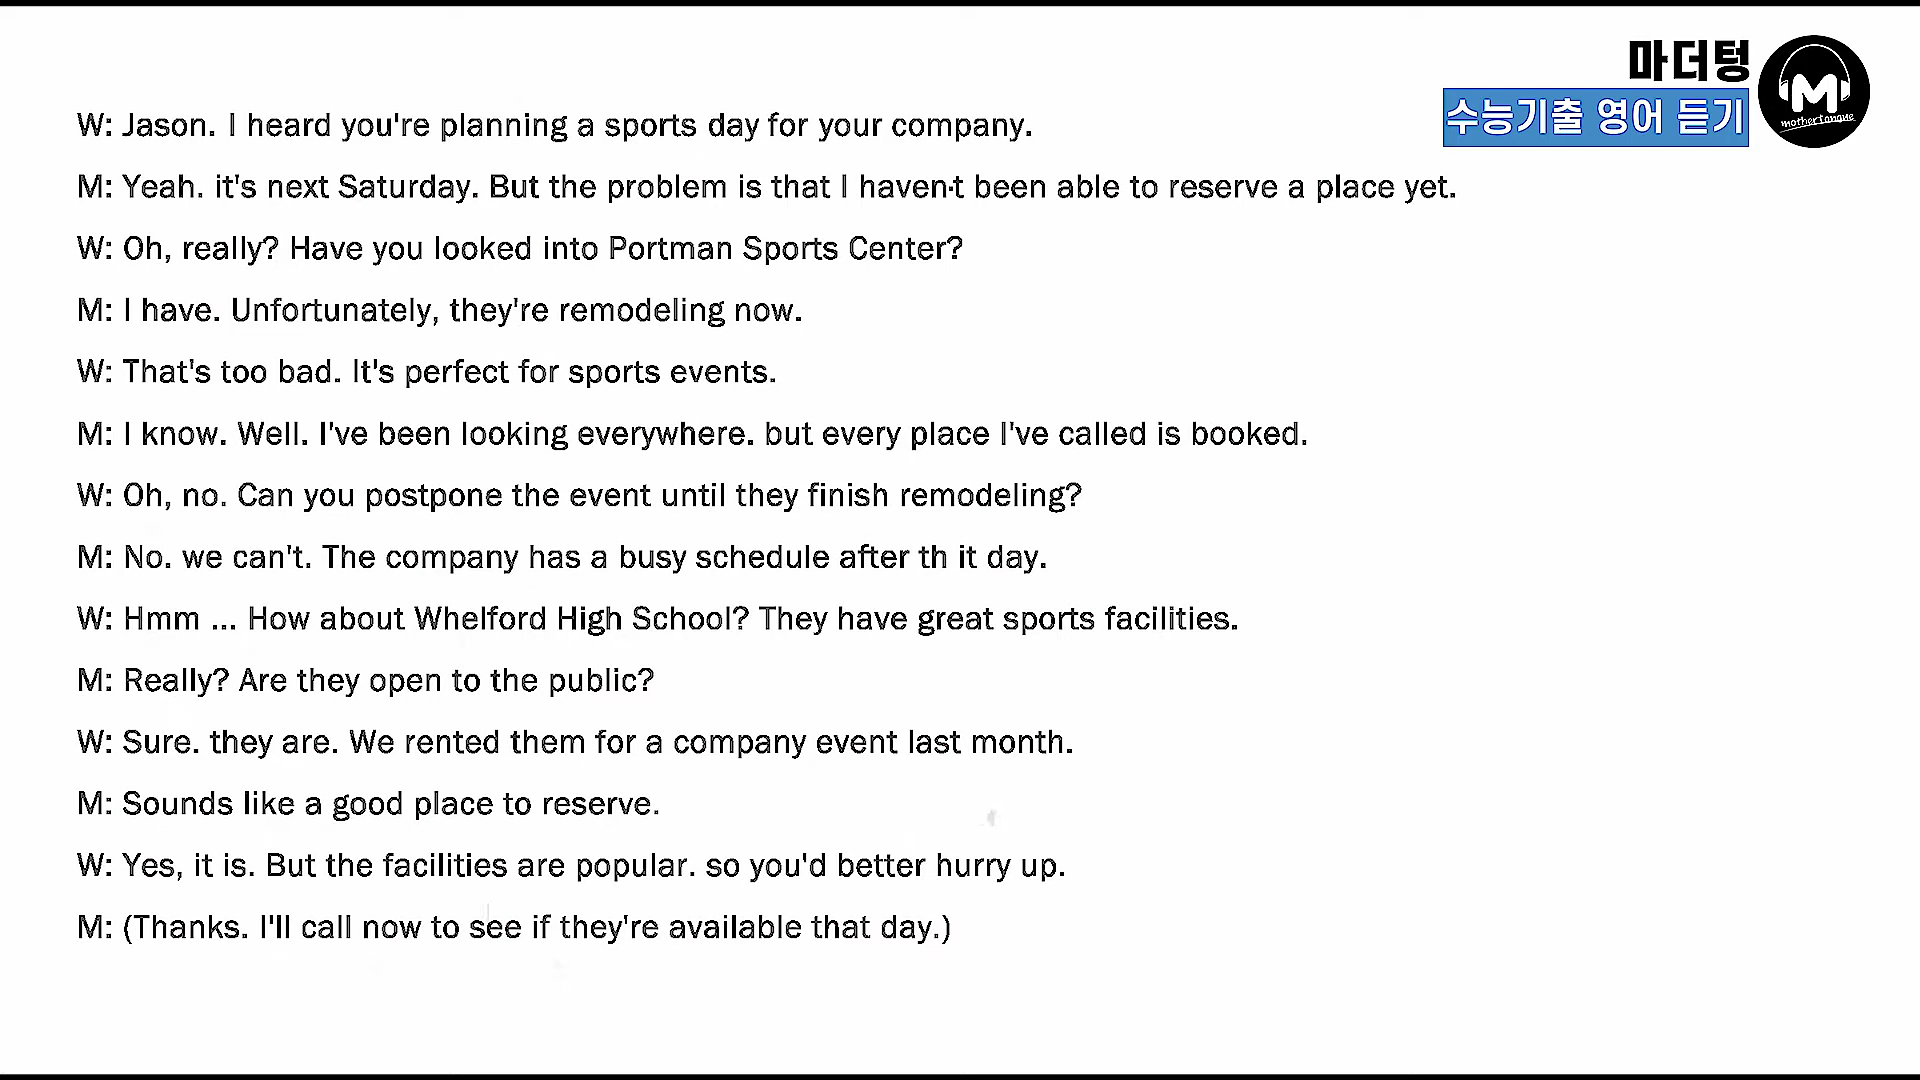 마더텅
수능기출 영어 듣기
mothertongue
W: Jason. I heard you're planning a sports day for your company.
M: Yeah. it's next Saturday. But the problem is that I haven·t been able to reserve a place yet.
W: Oh, really? Have you looked into Portman Sports Center?
M: I have. Unfortunately, they're remodeling now.
W: That's too bad. It's perfect for sports events.
M: I know. Well. I've been looking everywhere. but every place I've called is booked.
W: Oh, no. Can you postpone the event until they finish remodeling?
M: No. we can't. The company has a busy schedule after th it day.
W: Hmm ... How about Whelford High School? They have great sports facilities.
M: Really? Are they open to the public?
W: Sure. they are. We rented them for a company event last month.
M: Sounds like a good place to reserve.
W: Yes, it is. But the facilities are popular. so you'd better hurry up.
M: (Thanks. I'll call now to see if they're available that day.)